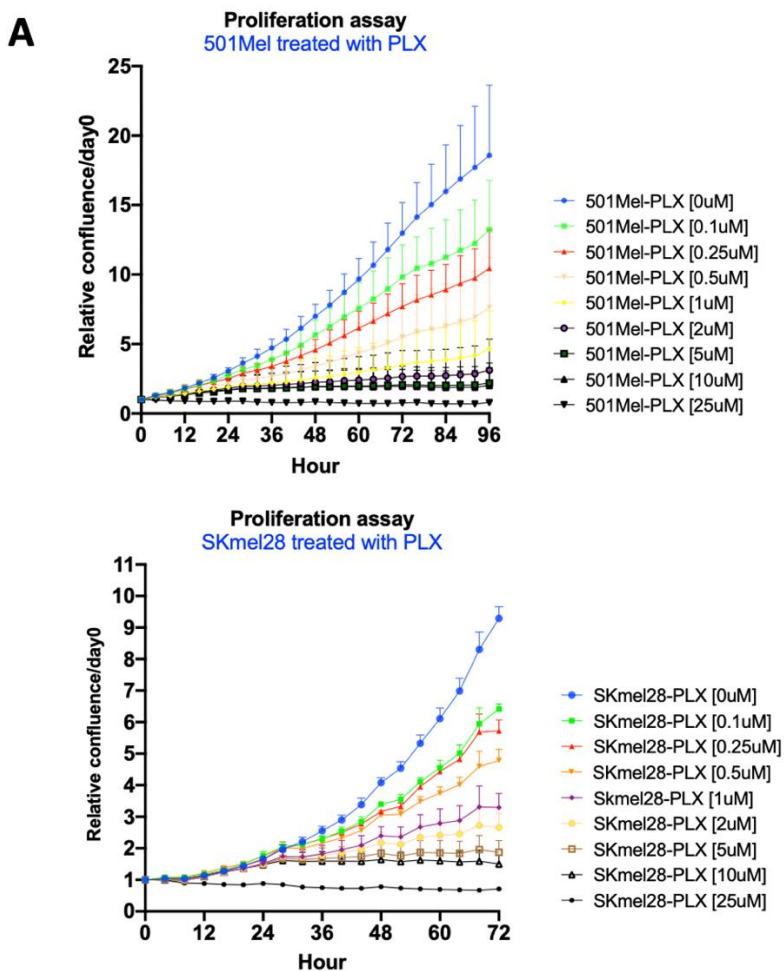 A
Proliferation assay
501Mel treated with PLX
Relative confluence/day0
25
20
15
10
5
0
0 12 24 36 48 60 72 84 96
Hour
501Mel-PLX [0uM]
501Mel-PLX [0.1uM]
501Mel-PLX [0.25uM]
501Mel-PLX [0.5uM]
501Mel-PLX [1uM]
501Mel-PLX [2uM]
501Mel-PLX [5uM]
501Mel-PLX [10uM]
501Mel-PLX [25uM]
Proliferation assay
SKmel28 treated with PLX
Relative confluence/day0
11
10
9
8
7
6
5
4
3
2
1
0
0 12 24 36 48 60 72
Hour
SKmel28-PLX [0uM]
SKmel28-PLX [0.1uM]
SKmel28-PLX [0.25uM]
SKmel28-PLX [0.5uM]
Skmel28-PLX [1uM]
SKmel28-PLX [2uM]
SKmel28-PLX [5uM]
SKmel28-PLX [10uM]
SKmel28-PLX [25uM]